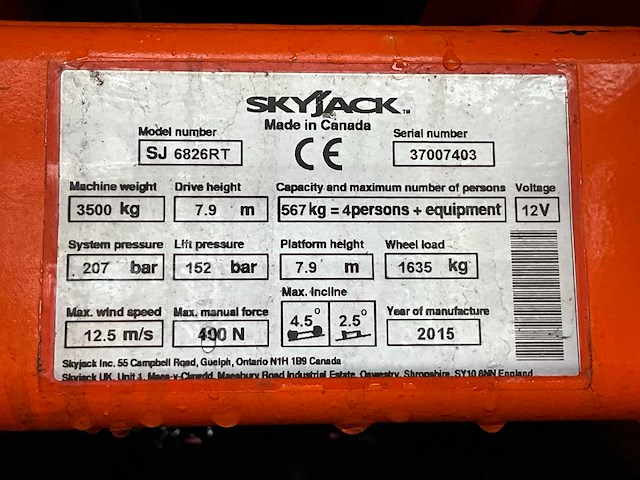 SKYJACK™
Made in Canada
Model number
Serial number
SJ 6826RT
CE
37007403
Machine weight
Drive height
Capacity and maximum number of persons
Voltage
3500 kg
7.9 m
567kg = 4persons + equipment
12V
System pressure
Lift pressure
Platform height
Wheel load
207 bar
152 bar
7.9 m
1635 kg
Max. wind speed
Max. manual force
Max. incline
Year of manufacture
12.5 m/s
400 N
4.5°
2.5°
2015
Skyjack Inc. 55 Campbell Road, Guelph, Ontario N1H 1B9 Canada
Skyjack UK, Unit 1, Maes-y-Clawdd, Maesbury Road Industrial Estate, Oswestry, Shropshire, SY10 8NN England